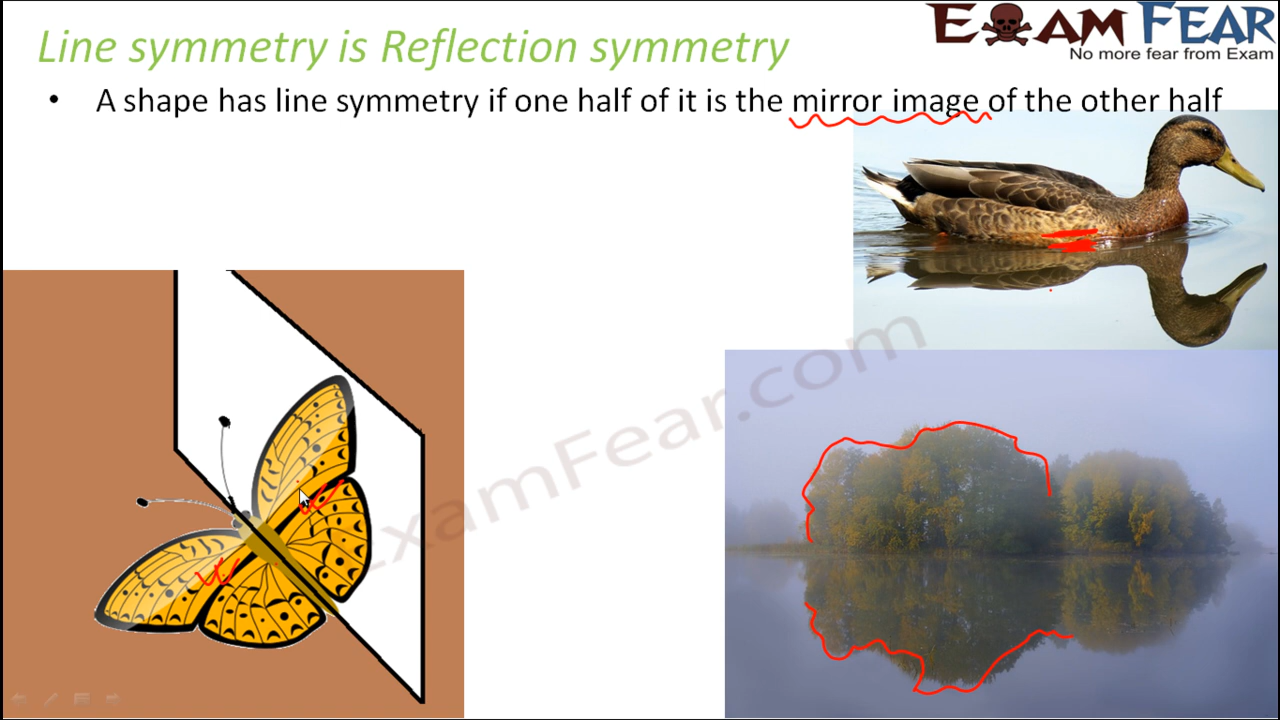 Line symmetry is Reflection symmetry
EXAM FEAR
No more fear from Exam
• A shape has line symmetry if one half of it is the mirror image of the other half
ExamFear.com